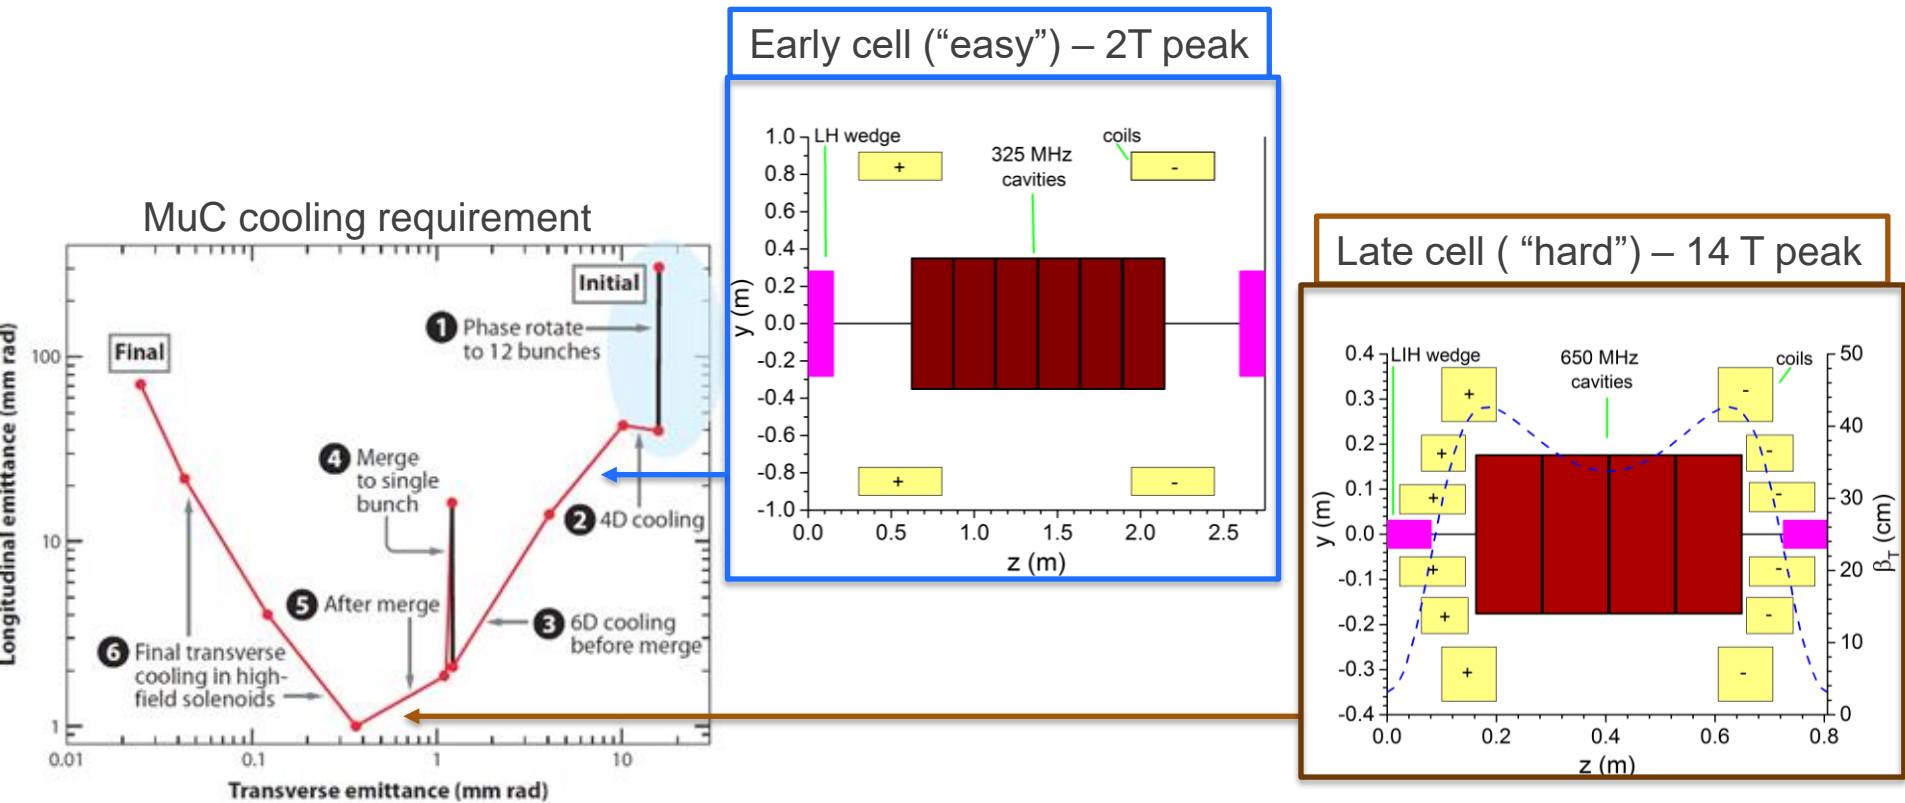 Early cell (“easy”) – 2T peak
1.0
0.8
0.6
0.4
0.2
0.0
-0.2
-0.4
-0.6
-0.8
-1.0
y (m)
LH wedge
325 MHz
cavities
coils
+
-
+
-
0.0
0.5
1.0
1.5
2.0
2.5
z (m)
MuC cooling requirement
Longitudinal emittance (mm rad)
100
10
1
Initial
Final
1 Phase rotate
to 12 bunches
4 Merge
to single
bunch
2 4D cooling
5 After merge
3 6D cooling
before merge
6 Final transverse
cooling in high-
field solenoids
0.01
0.1
1
10
Transverse emittance (mm rad)
Late cell ( “hard”) – 14 T peak
0.4
0.3
0.2
0.1
0.0
-0.1
-0.2
-0.3
-0.4
y (m)
LIH wedge
650 MHz
cavities
coils
+
-
+
-
+
-
+
-
+
-
+
-
50
40
30
20
10
0
βT (cm)
0.0
0.2
0.4
0.6
0.8
z (m)